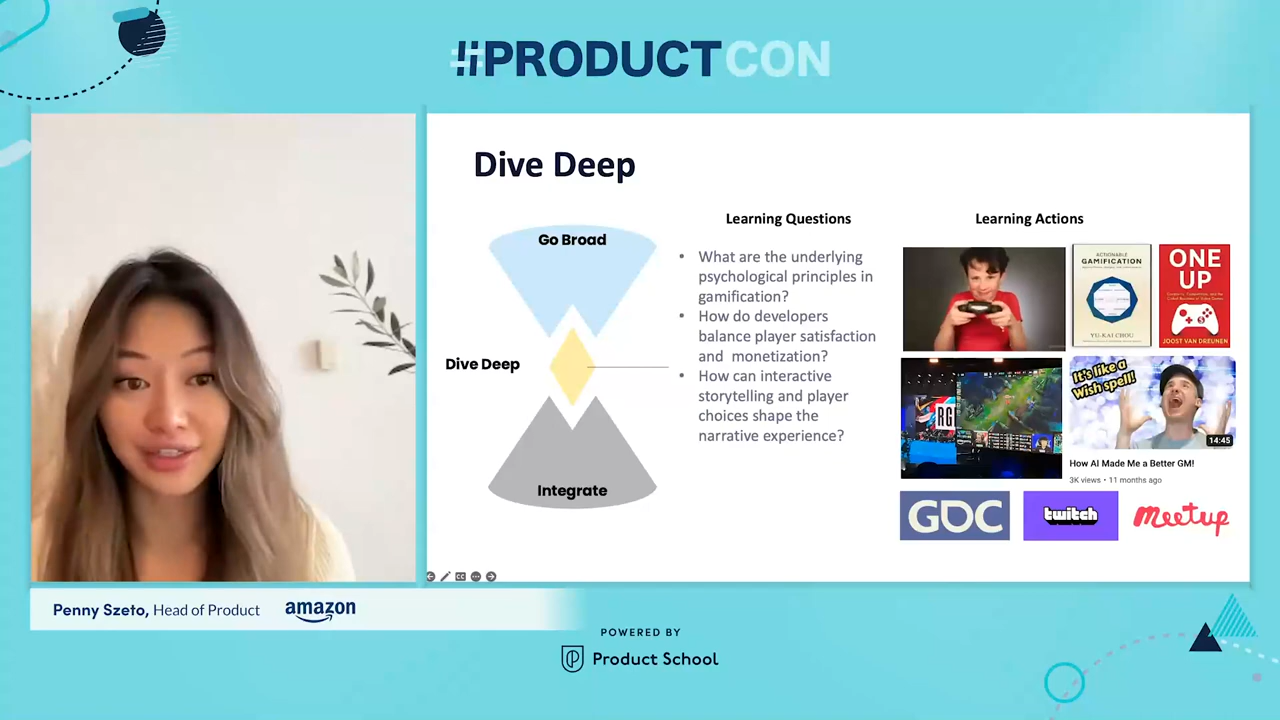 #PRODUCTCON
Dive Deep
Go Broad
Dive Deep
Integrate
Learning Questions
• What are the underlying
psychological principles in
gamification?
• How do developers
balance player satisfaction
and monetization?
• How can interactive
storytelling and player
choices shape the
narrative experience?
Learning Actions
ACTIONABLE
GAMIFICATION
YU-KAI CHOU
ONE
UP
JOOST VAN DREUNEN
RG
It's like a
Wish spell!
14:45
How AI Made Me a Better GM!
3K views • 11 months ago
GDC
twitch
meetup
Penny Szeto, Head of Product
amazon
POWERED BY
Product School